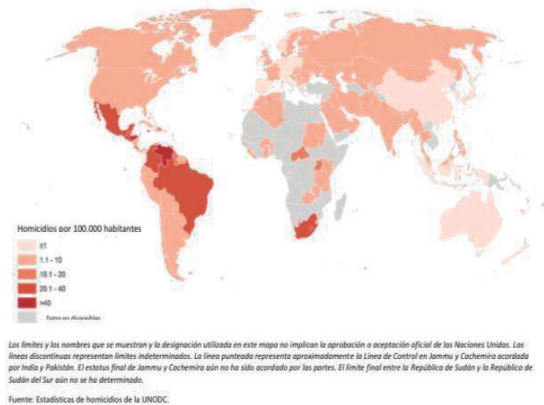 Homicidios por 100.000 habitantes
≤1
1.1 - 10
10.1 - 20
20.1 - 40
>40
Datos no disponibles
Los límites y los nombres que se muestran y la designación utilizada en este mapa no implican la aprobación o aceptación oficial de las Naciones Unidas. Las
líneas discontinuas representan límites indeterminados. La línea punteada representa aproximadamente la Línea de Control en Jammu y Cachemira acordada
por India y Pakistán. El estatus final de Jammu y Cachemira aún no ha sido acordado por las partes. El límite final entre la República de Sudán y la República de
Sudán del Sur aún no se ha determinado.
Fuente: Estadísticas de homicidios de la UNODC.